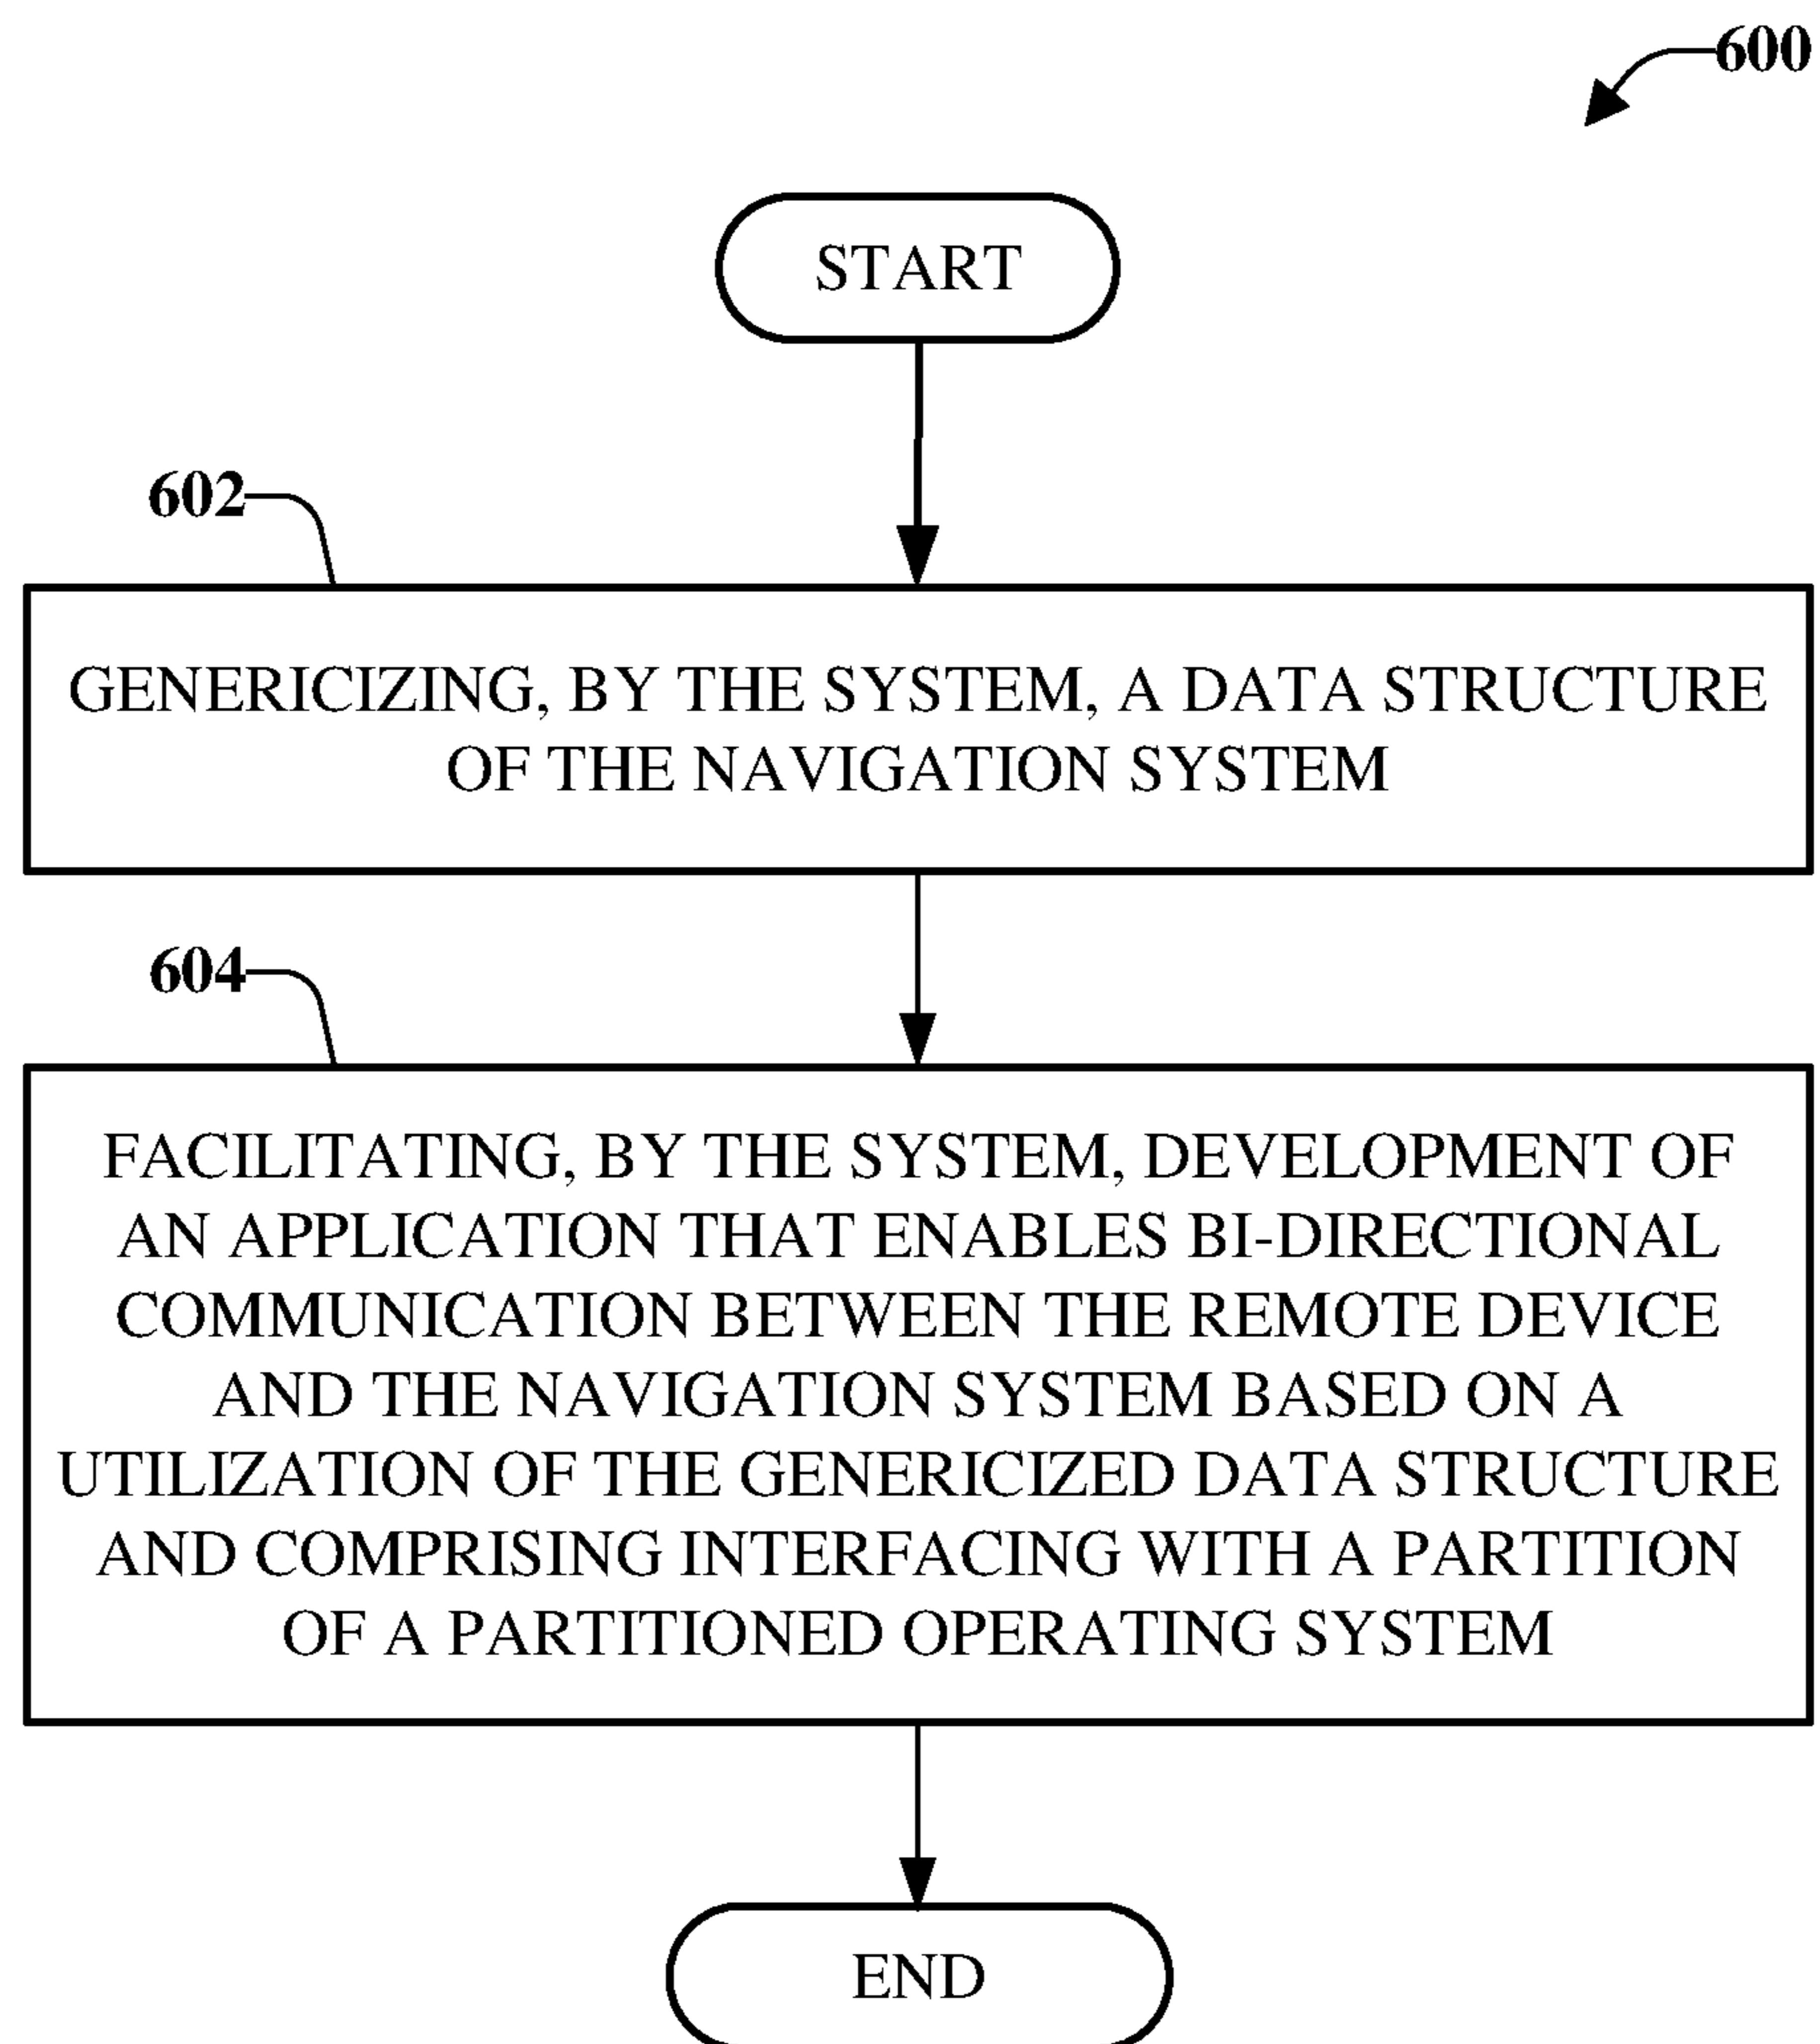 600
START
602
GENERICIZING, BY THE SYSTEM, A DATA STRUCTURE
OF THE NAVIGATION SYSTEM
604
FACILITATING, BY THE SYSTEM, DEVELOPMENT OF
AN APPLICATION THAT ENABLES BI-DIRECTIONAL
COMMUNICATION BETWEEN THE REMOTE DEVICE
AND THE NAVIGATION SYSTEM BASED ON A
UTILIZATION OF THE GENERICIZED DATA STRUCTURE
AND COMPRISING INTERFACING WITH A PARTITION
OF A PARTITIONED OPERATING SYSTEM
END